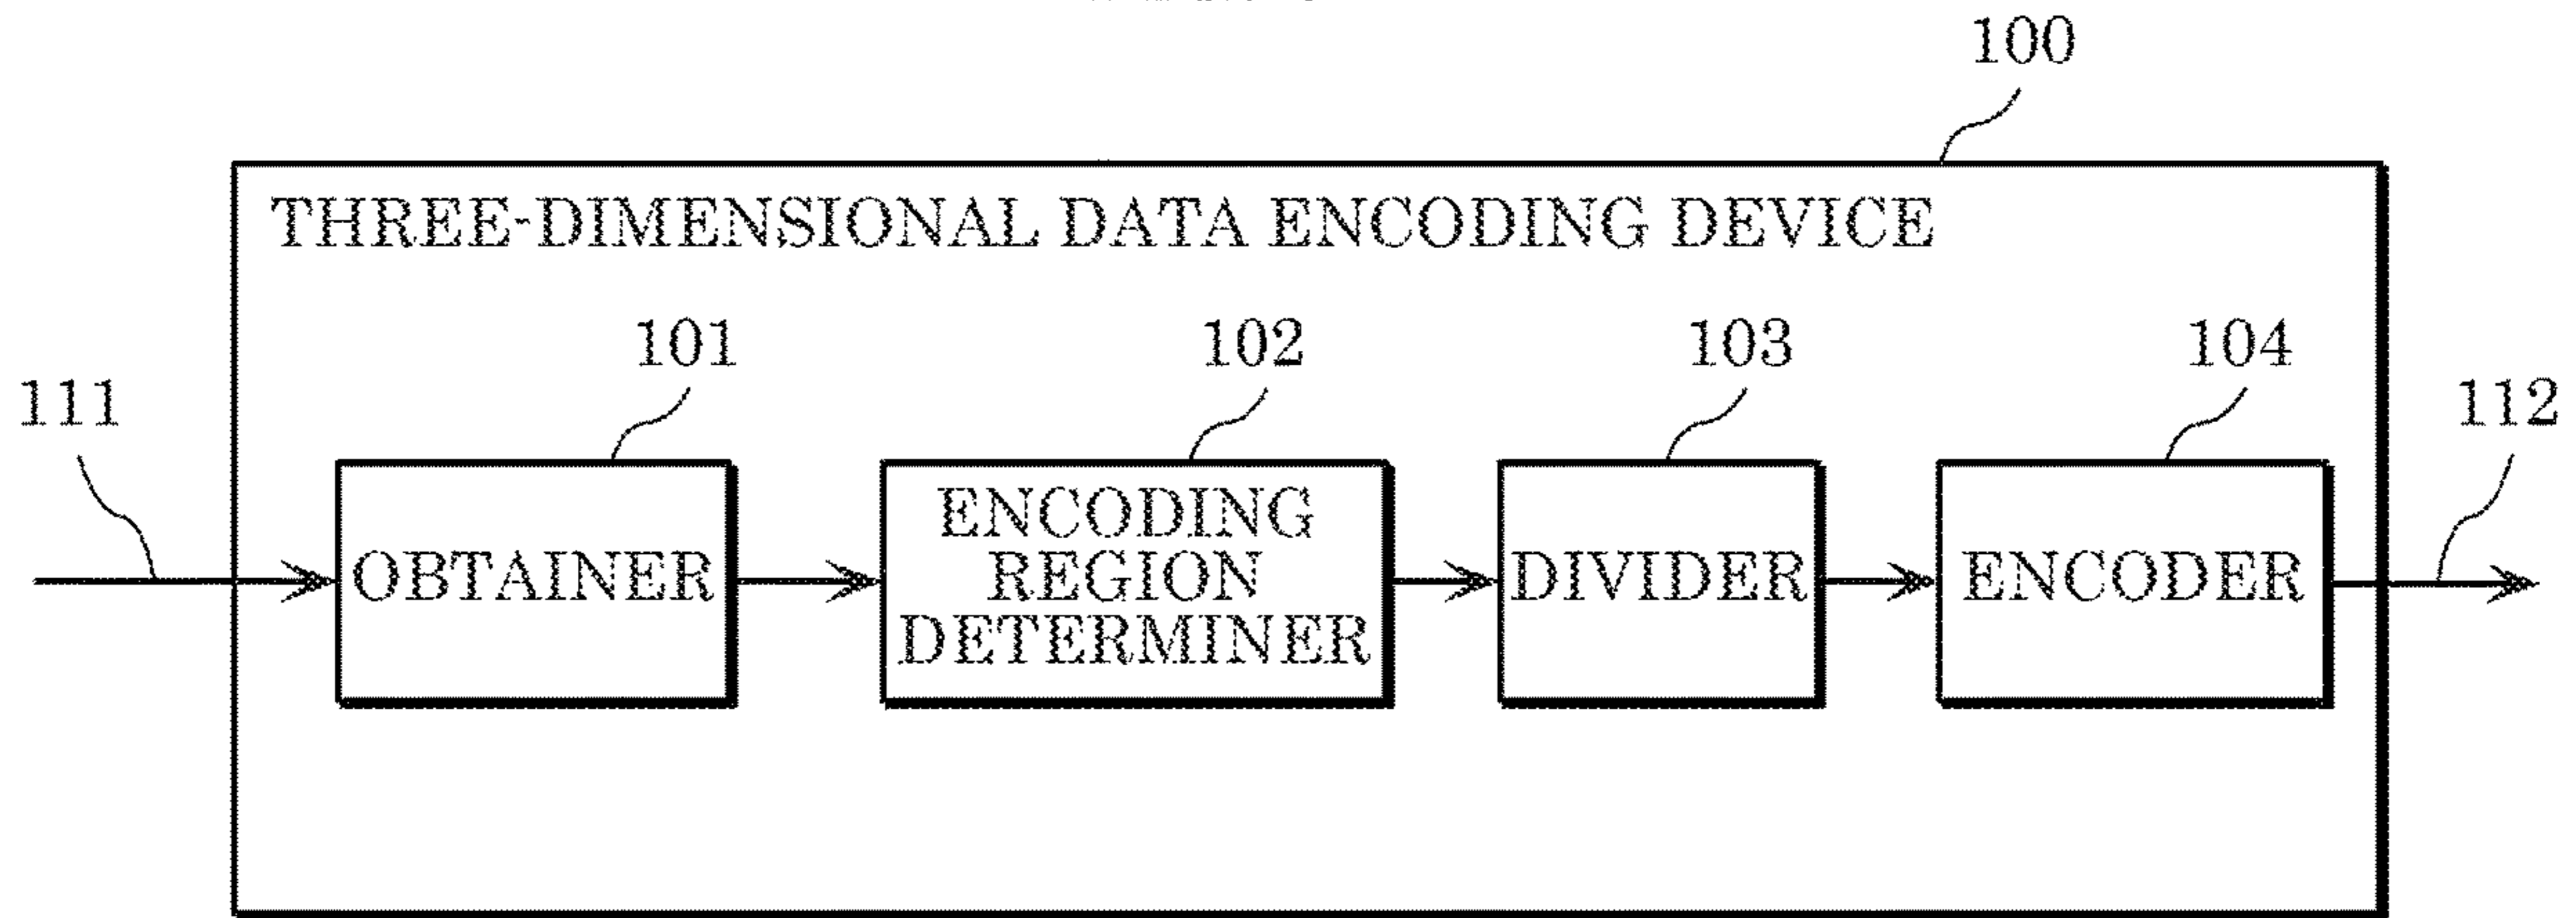 100
THREE-DIMENSIONAL DATA ENCODING DEVICE
101
102
103
104
111
112
OBTAINER
ENCODING
REGION
DETERMINER
DIVIDER
ENCODER